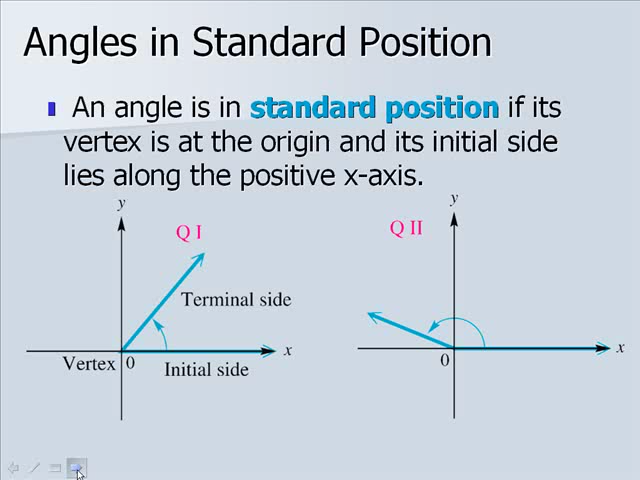 Angles in Standard Position
An angle is in standard position if its
vertex is at the origin and its initial side
lies along the positive x-axis.
y
Q I
Terminal side
x
Vertex
0
Initial side
y
Q II
x
0